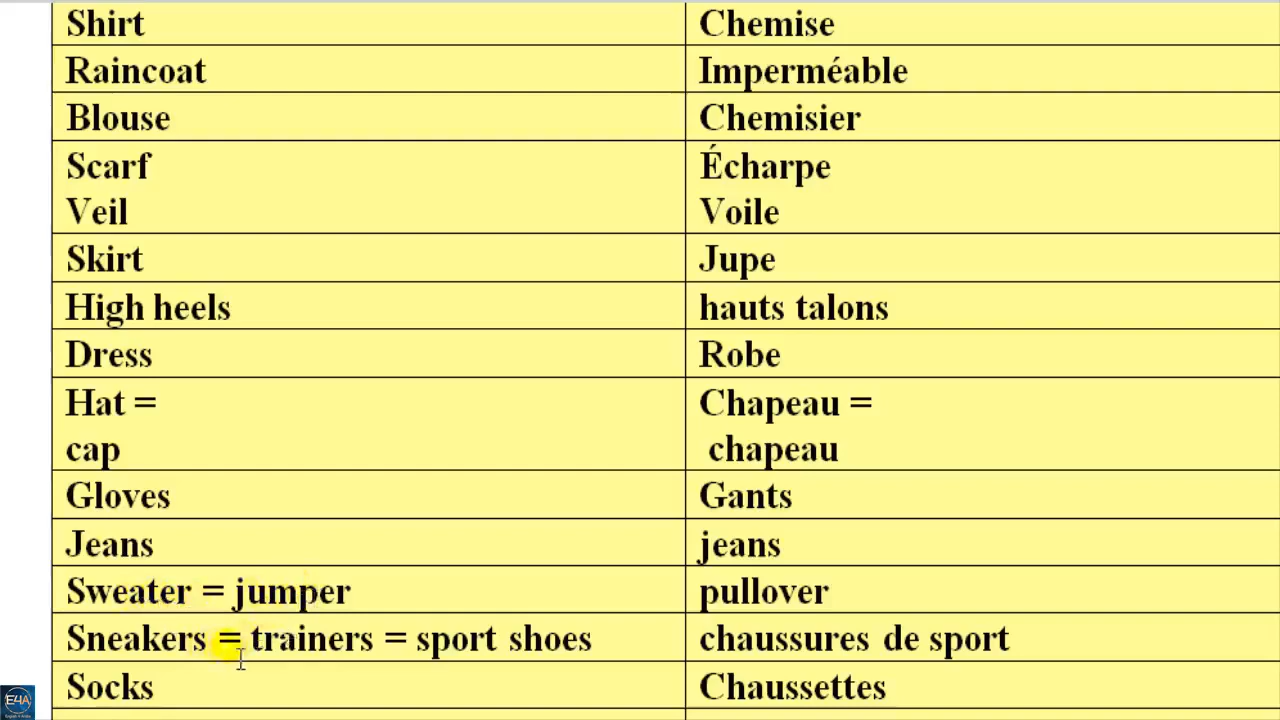 Shirt Chemise
Raincoat Imperméable
Blouse Chemisier
Scarf Écharpe
Veil Voile
Skirt Jupe
High heels hauts talons
Dress Robe
Hat = Chapeau =
cap chapeau
Gloves Gants
Jeans jeans
Sweater = jumper pullover
Sneakers = trainers = sport shoes chaussures de sport
Socks Chaussettes
E4A